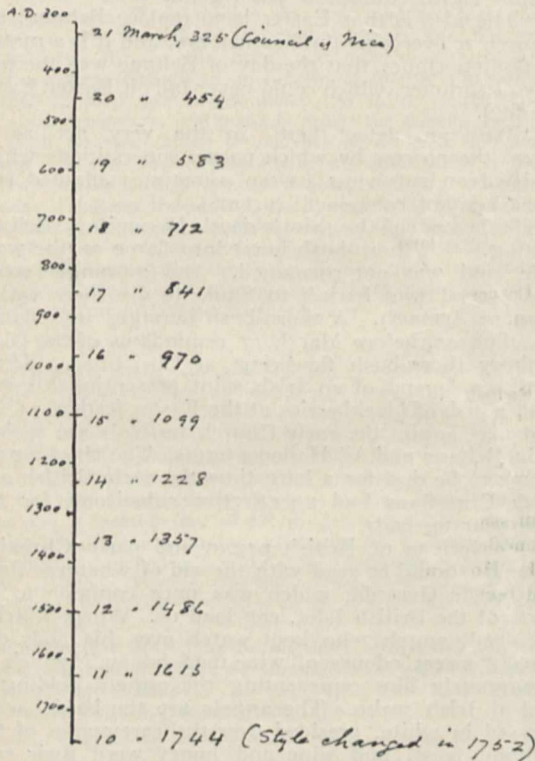 A.D. 300
21 March, 325 (Council of Nice)
400
20 " 454
500
19 " 583
600
700
18 " 712
800
17 " 841
900
16 " 970
1000
1100
15 " 1099
1200
14 " 1228
1300
13 " 1357
1400
1500
12 " 1486
1600
11 " 1615
1700
10 " 1744 (Style changed in 1752)